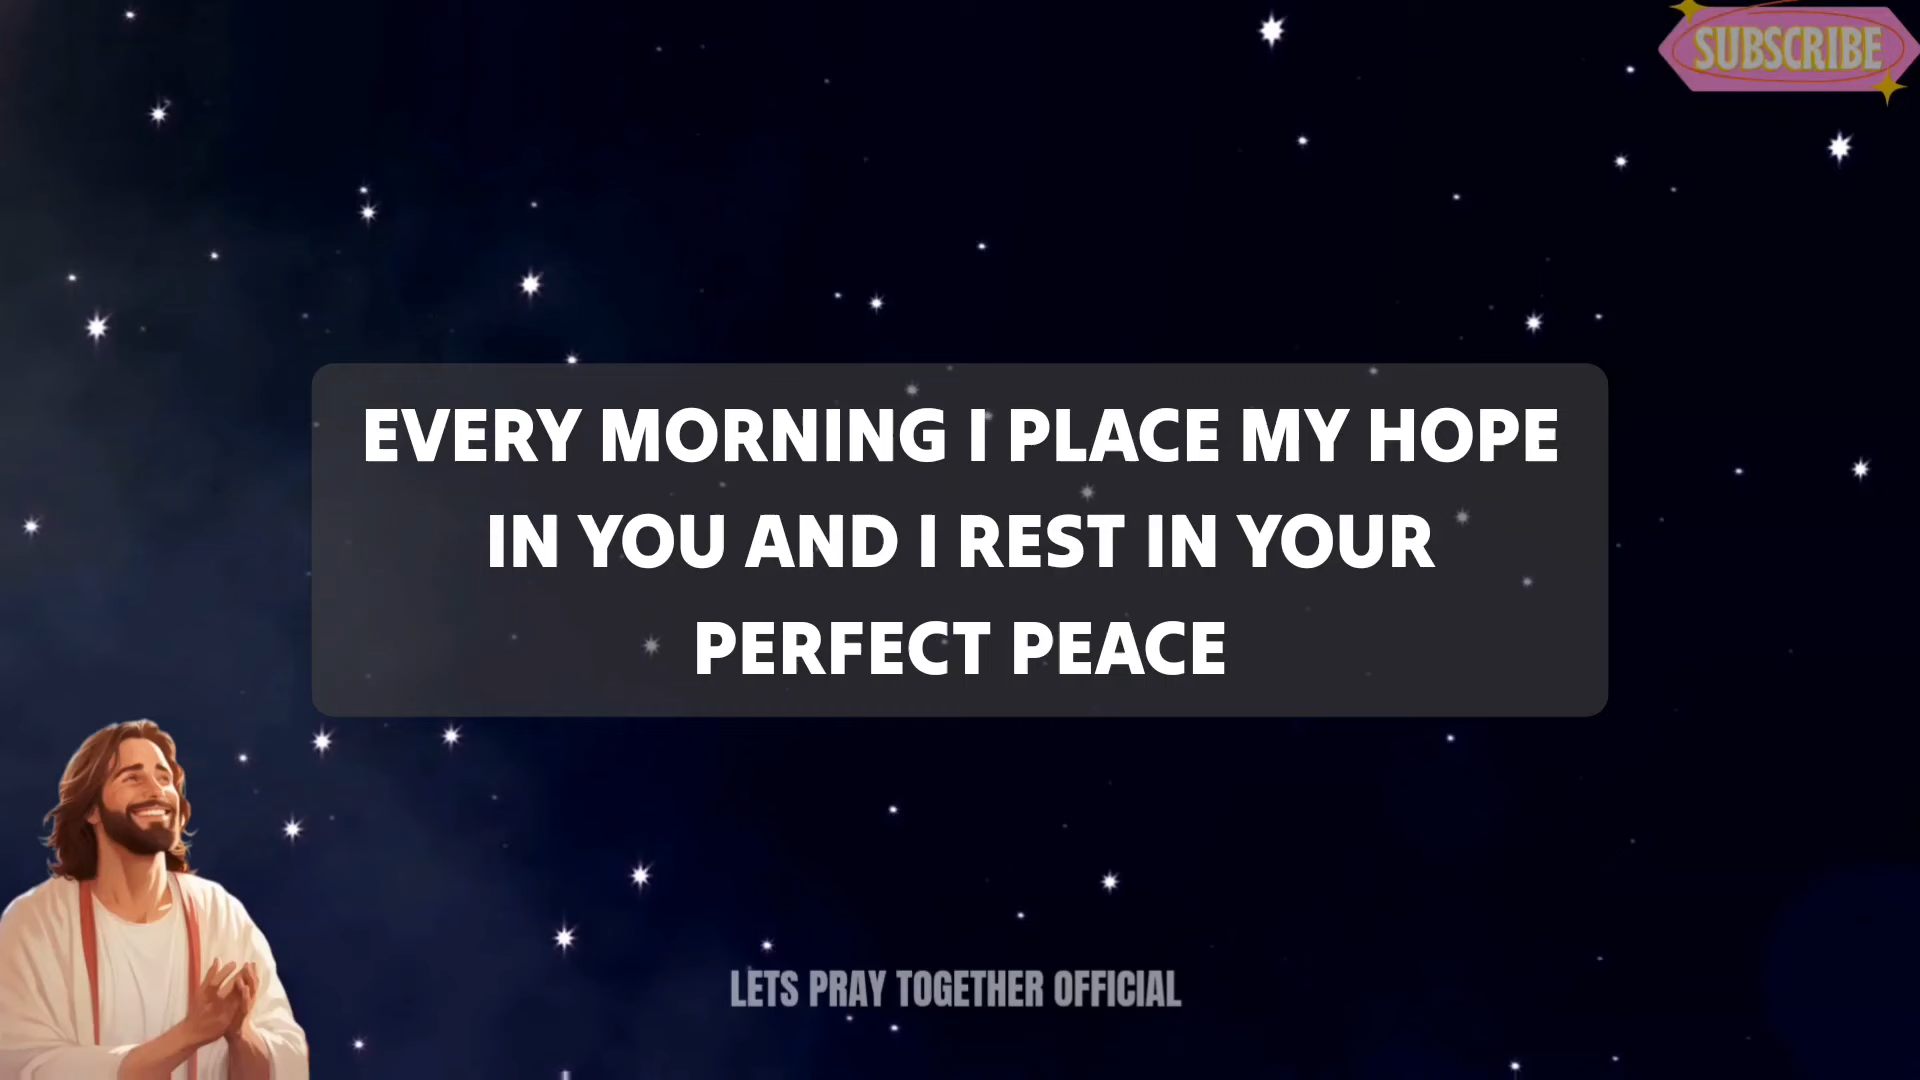 SUBSCRIBE
EVERY MORNING I PLACE MY HOPE
IN YOU AND I REST IN YOUR
PERFECT PEACE
LETS PRAY TOGETHER OFFICIAL